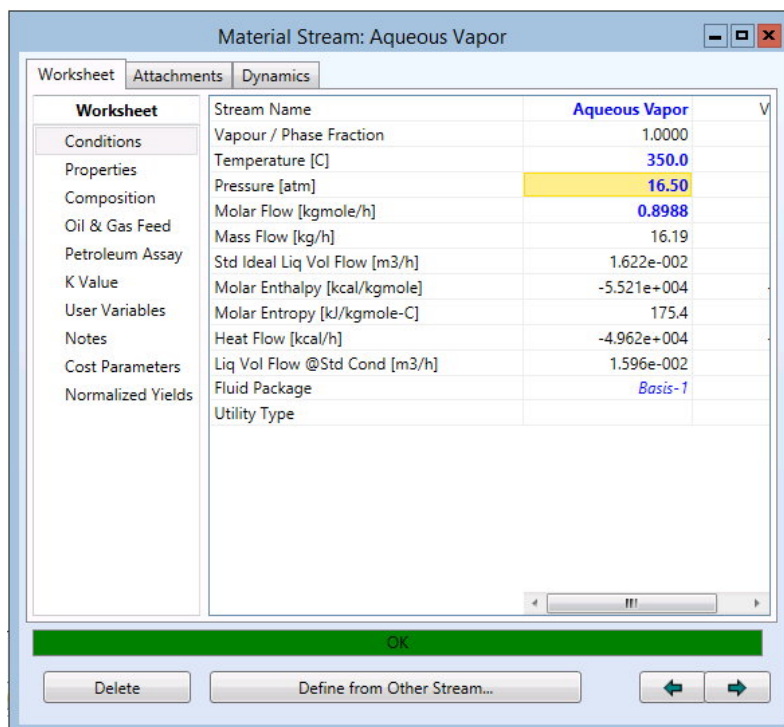 Material Stream: Aqueous Vapor
Worksheet Attachments Dynamics
Worksheet
Conditions
Properties
Composition
Oil & Gas Feed
Petroleum Assay
K Value
User Variables
Notes
Cost Parameters
Normalized Yields
Stream Name Aqueous Vapor V
Vapour / Phase Fraction 1.0000
Temperature [C] 350.0
Pressure [atm] 16.50
Molar Flow [kgmole/h] 0.8988
Mass Flow [kg/h] 16.19
Std Ideal Liq Vol Flow [m3/h] 1.622e-002
Molar Enthalpy [kcal/kgmole] -5.521e+004
Molar Entropy [kJ/kgmole-C] 175.4
Heat Flow [kcal/h] -4.962e+004
Liq Vol Flow @Std Cond [m3/h] 1.596e-002
Fluid Package Basis-1
Utility Type
OK
Delete Define from Other Stream...